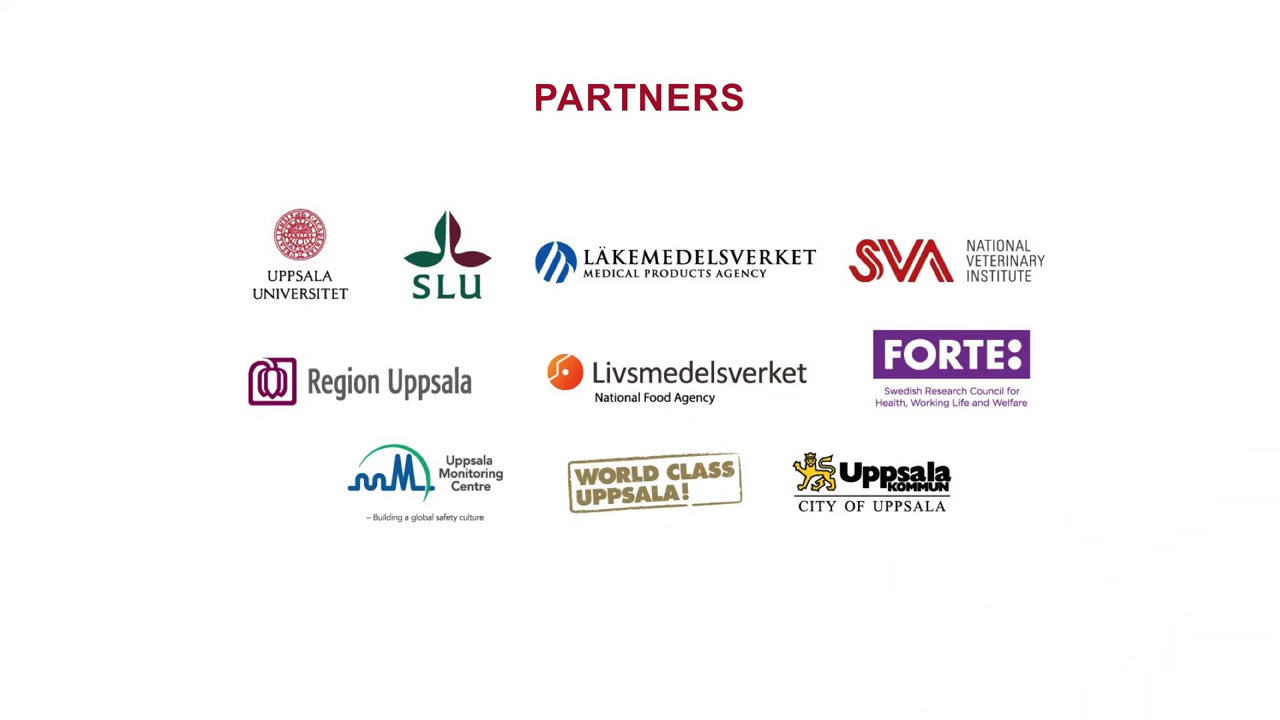 PARTNERS
UPPSALA
UNIVERSITET
SLU
LÄKEMEDELSVERKET
MEDICAL PRODUCTS AGENCY
SVA
NATIONAL
VETERINARY
INSTITUTE
Region Uppsala
Livsmedelsverket
National Food Agency
FORTE:
Swedish Research Council for
Health, Working Life and Welfare
Uppsala
Monitoring
Centre
– Building a global safety culture
WORLD CLASS
UPPSALA!
Uppsala
KOMMUN
CITY OF UPPSALA